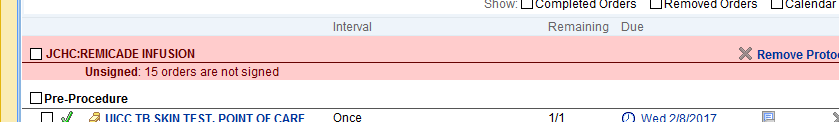 Show: Completed Orders Removed Orders Calendar
Interval Remaining Due
JCHC:REMICADE INFUSION Remove Protoc
Unsigned: 15 orders are not signed
Pre-Procedure
UICC TB SKIN TEST, POINT OF CARE Once 1/1 Wed 2/8/2017